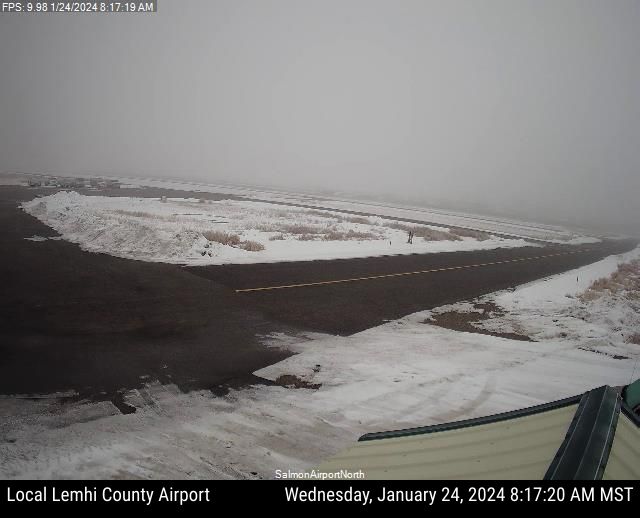 FPS: 9.98 1/24/2024 8:17:19 AM
SalmonAirportNorth
Local Lemhi County Airport Wednesday, January 24, 2024 8:17:20 AM MST